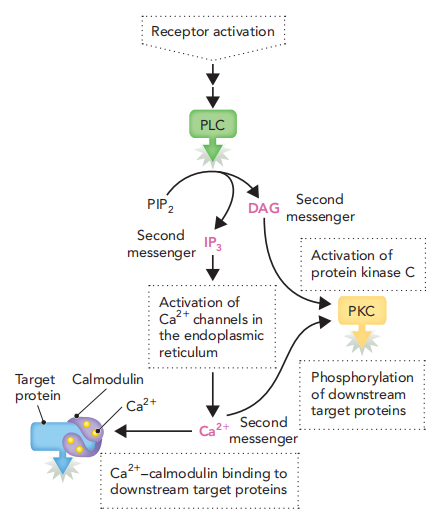 Receptor activation
PLC
PIP2
DAG
Second
messenger
Second
messenger
IP3
Activation of
protein kinase C
Activation of
Ca2+ channels in
the endoplasmic
reticulum
PKC
Phosphorylation
of downstream
target proteins
Target
protein
Calmodulin
Ca2+
Ca2+
Second
messenger
Ca2+–calmodulin binding to
downstream target proteins